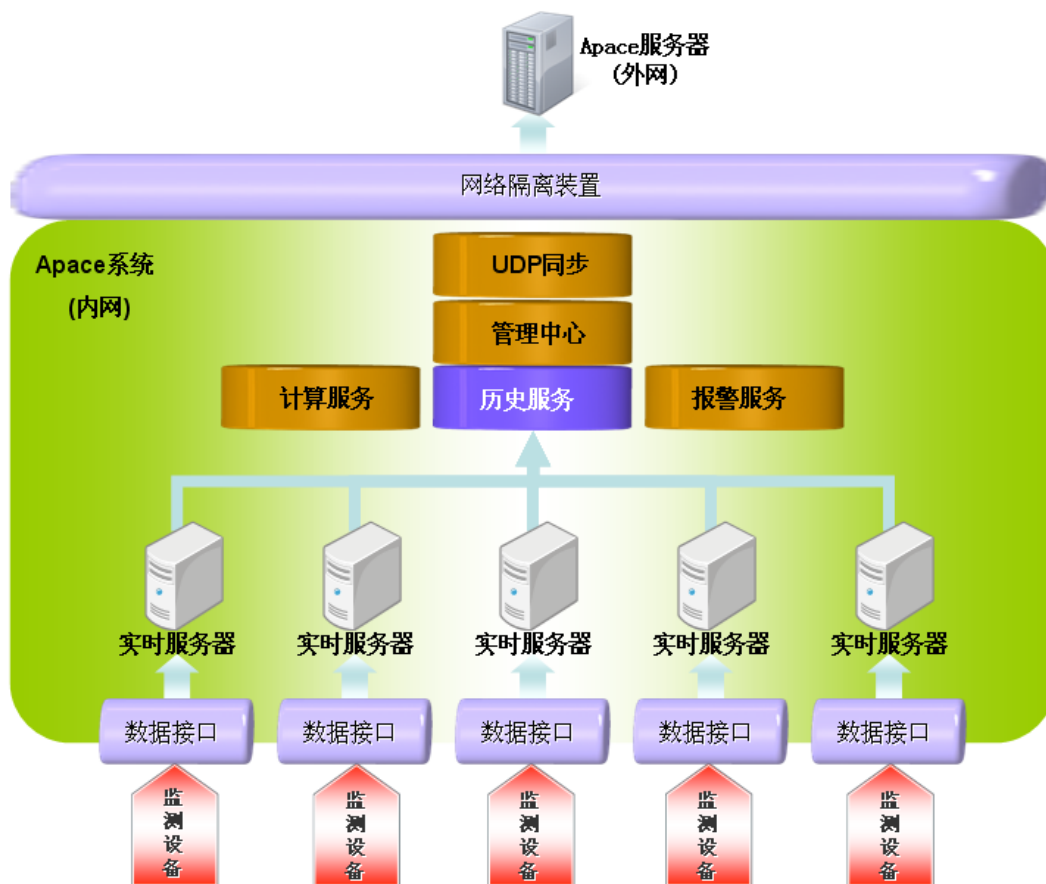 Apace服务器
(外网)
网络隔离装置
Apace系统
(内网)
UDP同步
管理中心
计算服务
历史服务
报警服务
实时服务器
实时服务器
实时服务器
实时服务器
实时服务器
数据接口
数据接口
数据接口
数据接口
数据接口
监测设备
监测设备
监测设备
监测设备
监测设备